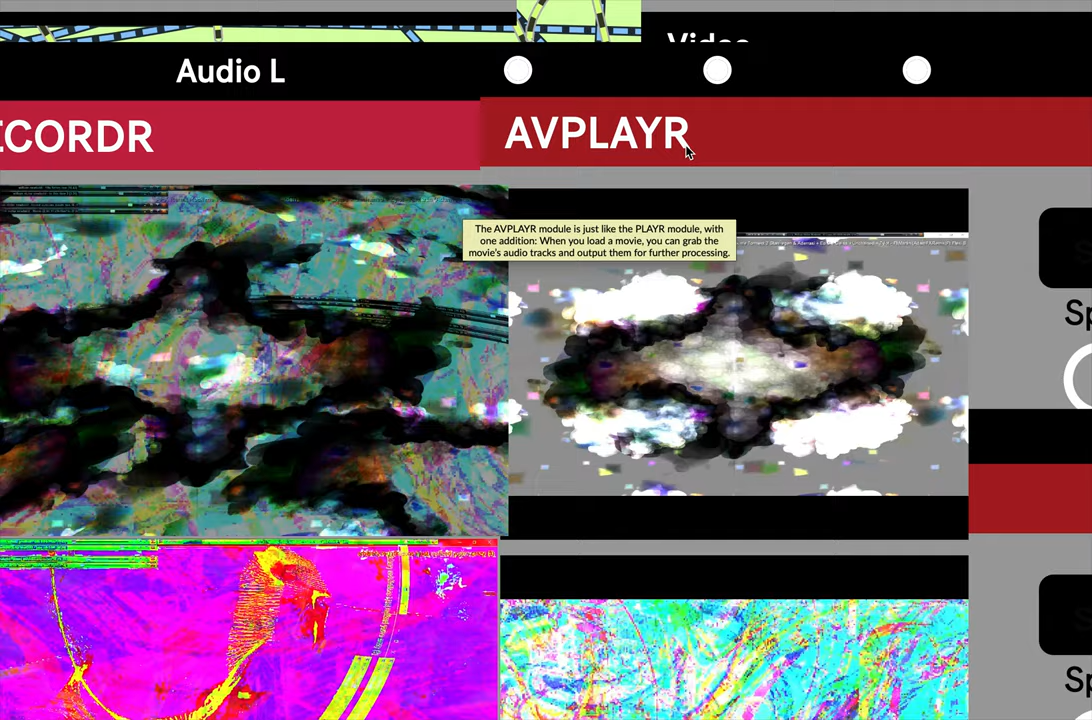 Video
Audio L
ECORDR
AVPLAYR
The AVPLAYR module is just like the PLAYR module, with
one addition: When you load a movie, you can grab the
movie's audio tracks and output them for further processing.
Sp
Sp